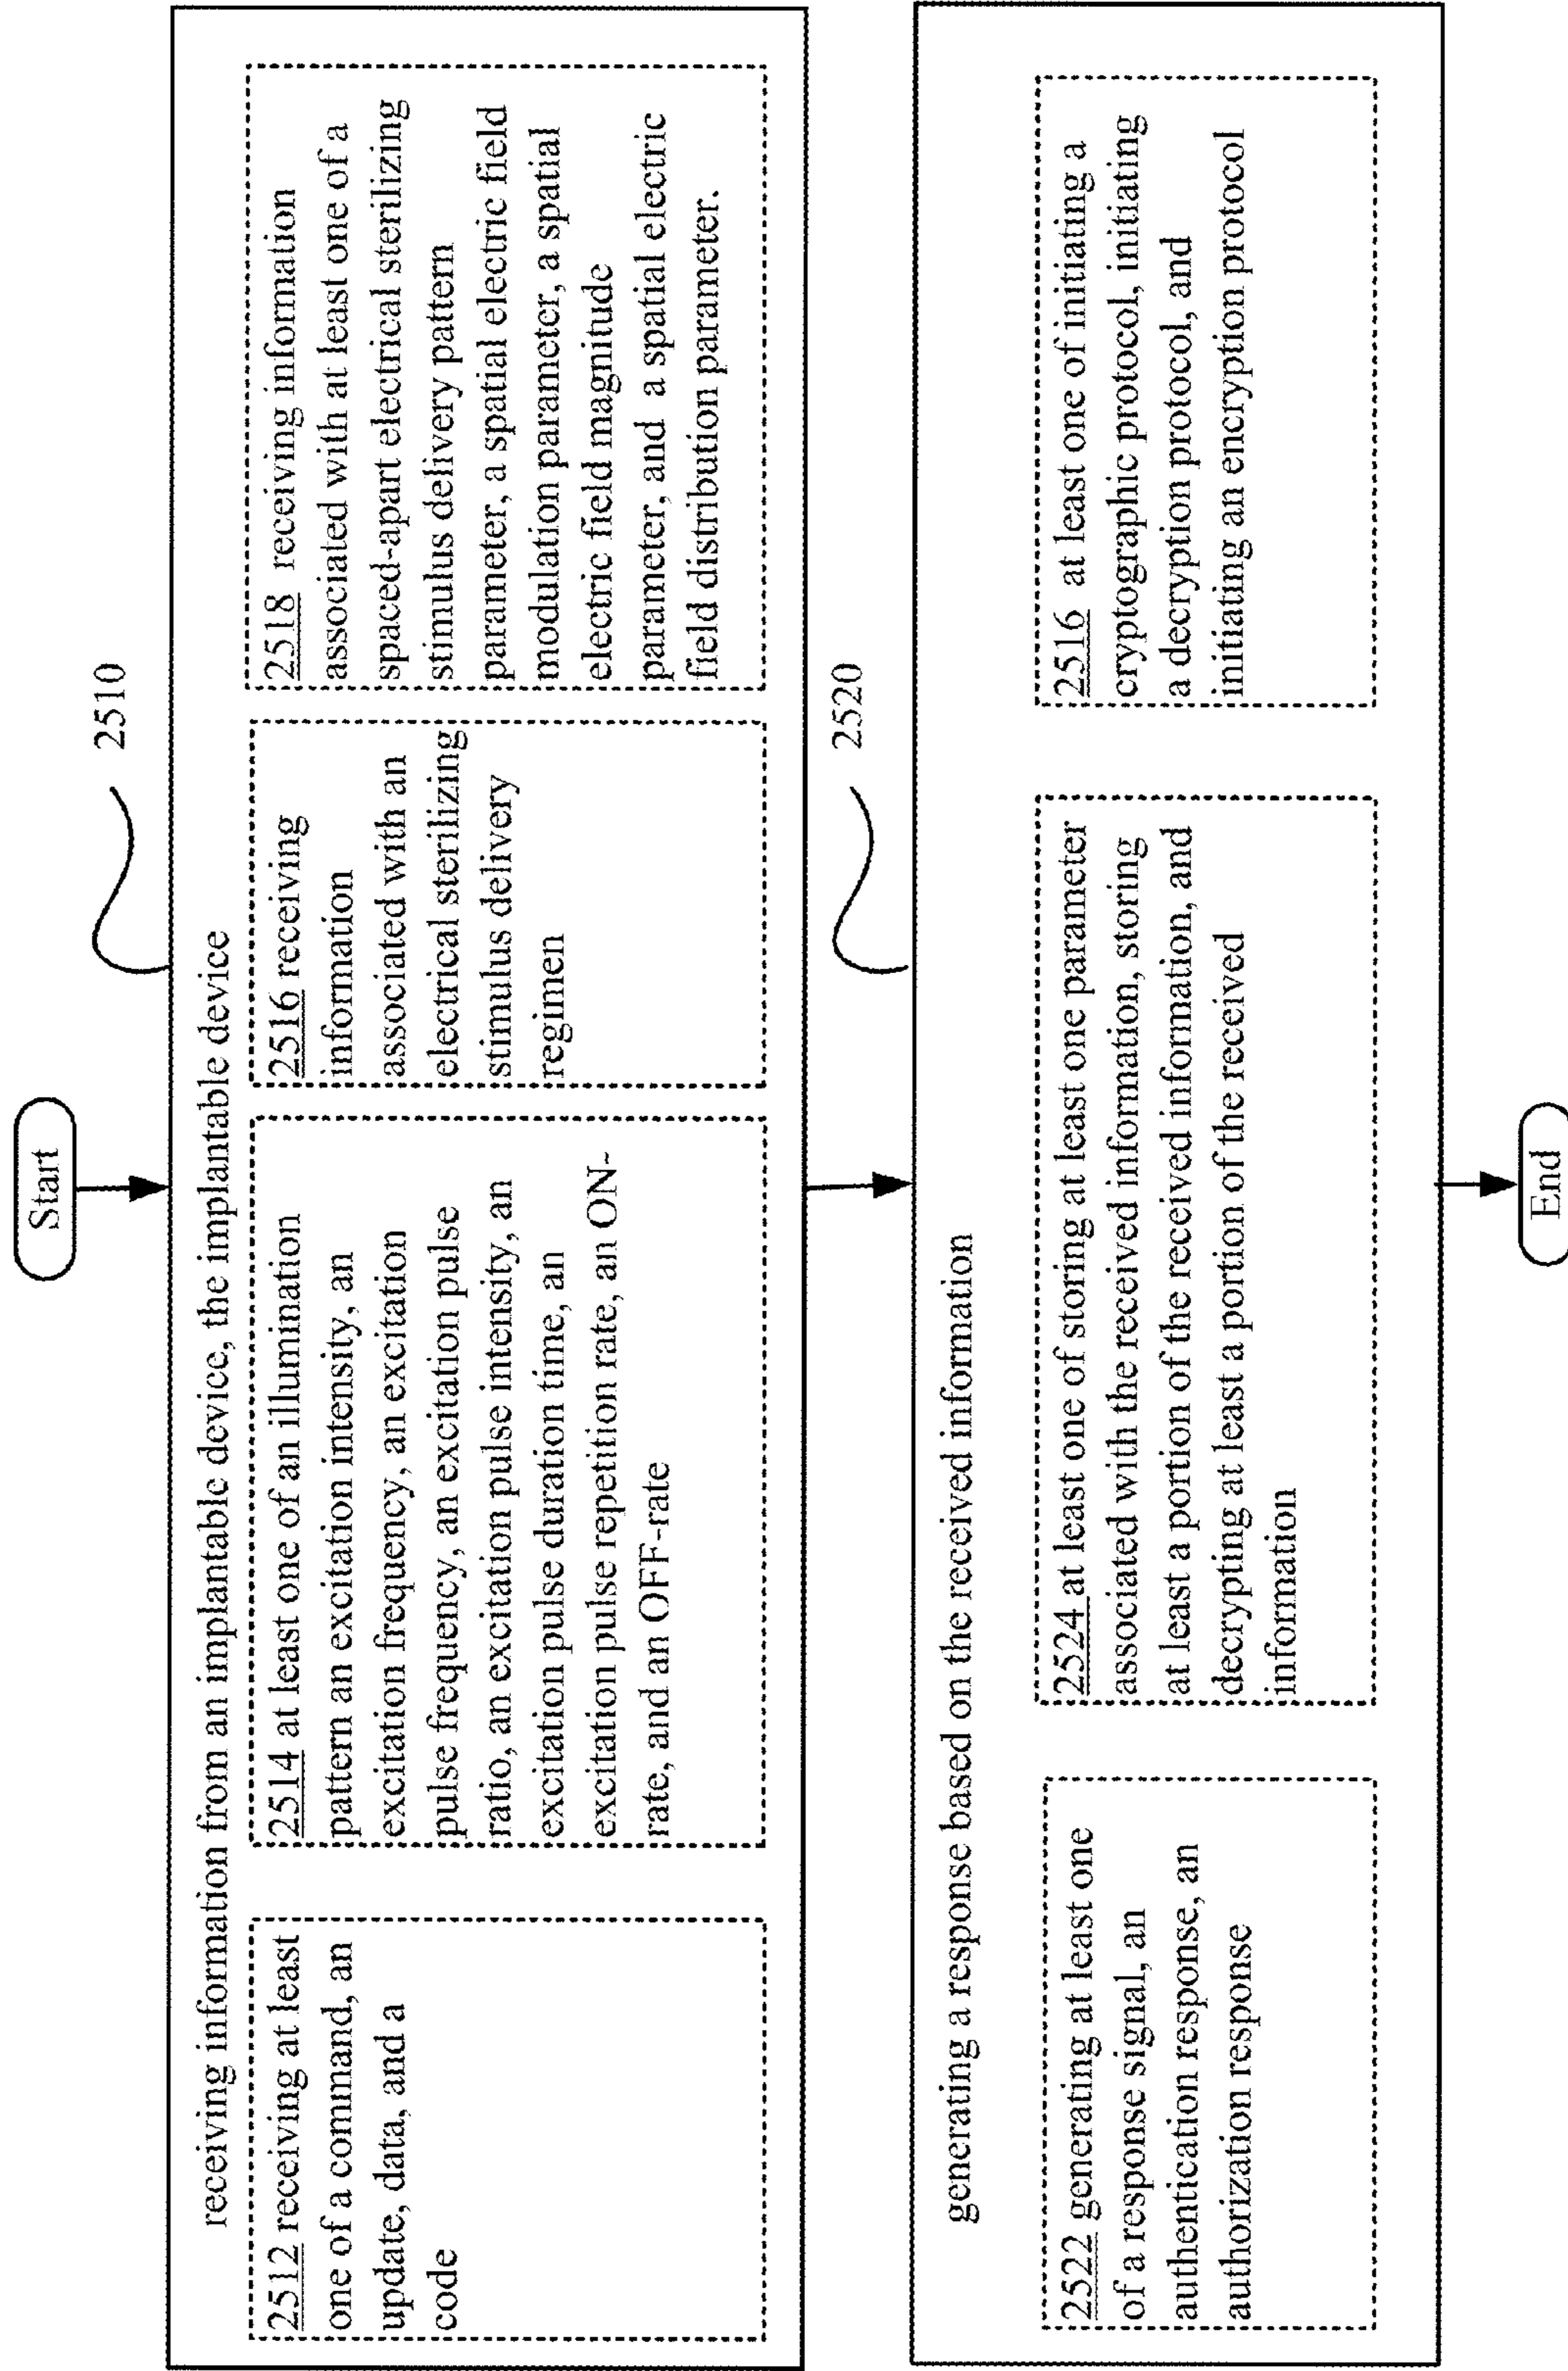 Start
2510
receiving information from an implantable device, the implantable device
2512 receiving at least
one of a command, an
update, data, and a
code
2514 at least one of an illumination
pattern an excitation intensity, an
excitation frequency, an excitation
pulse frequency, an excitation pulse
ratio, an excitation pulse intensity, an
excitation pulse duration time, an
excitation pulse repetition rate, an ON-
rate, and an OFF-rate
2516 receiving
information
associated with an
electrical sterilizing
stimulus delivery
regimen
2518 receiving information
associated with at least one of a
spaced-apart electrical sterilizing
stimulus delivery pattern
parameter, a spatial electric field
modulation parameter, a spatial
electric field magnitude
parameter, and a spatial electric
field distribution parameter.
2520
generating a response based on the received information
2522 generating at least one
of a response signal, an
authentication response, an
authorization response
2524 at least one of storing at least one parameter
associated with the received information, storing
at least a portion of the received information, and
decrypting at least a portion of the received
information
2516 at least one of initiating a
cryptographic protocol, initiating
a decryption protocol, and
initiating an encryption protocol
End